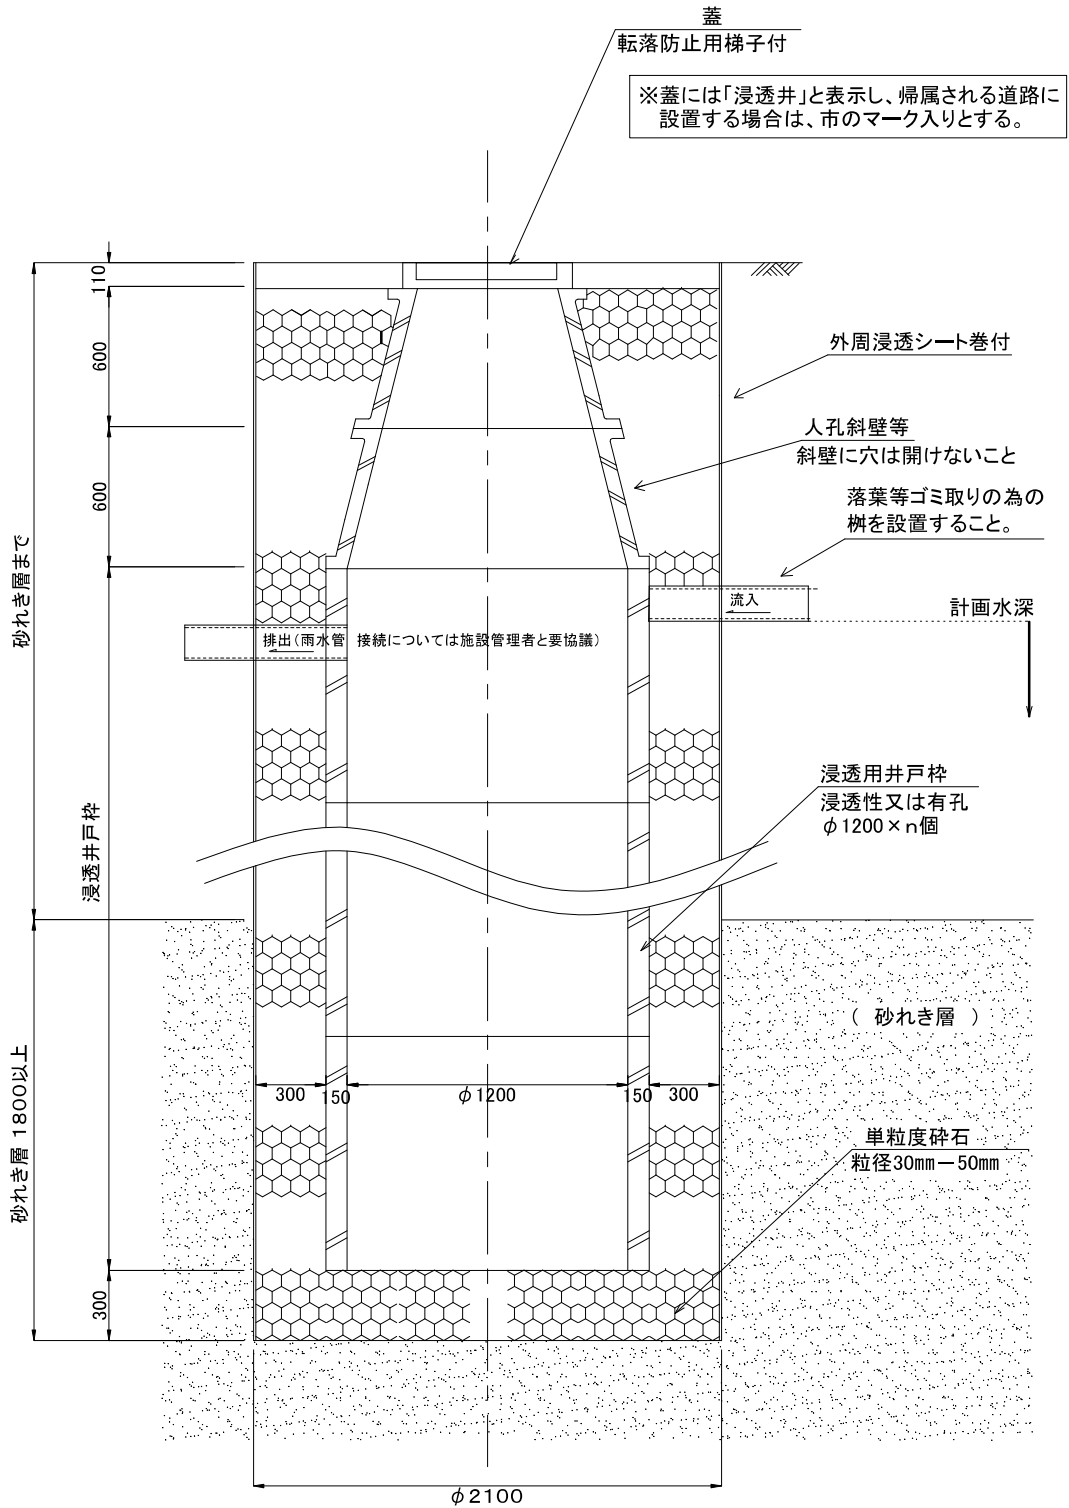 蓋
転落防止用梯子付
※蓋には「浸透井」と表示し、帰属される道路に
設置する場合は、市のマーク入りとする。
110
600
外周浸透シート巻付
人孔斜壁等
斜壁に穴は開けないこと
600
落葉等ゴミ取りの為の
桝を設置すること。
砂れき層まで
流入
計画水深
排出(雨水管 接続については施設管理者と要協議)
浸透用井戸枠
浸透性又は有孔
φ1200×n個
浸透井戸枠
(砂れき層)
砂れき層 1800以上
300
150
φ1200
150
300
単粒度砕石
粒径30mm-50mm
300
φ2100